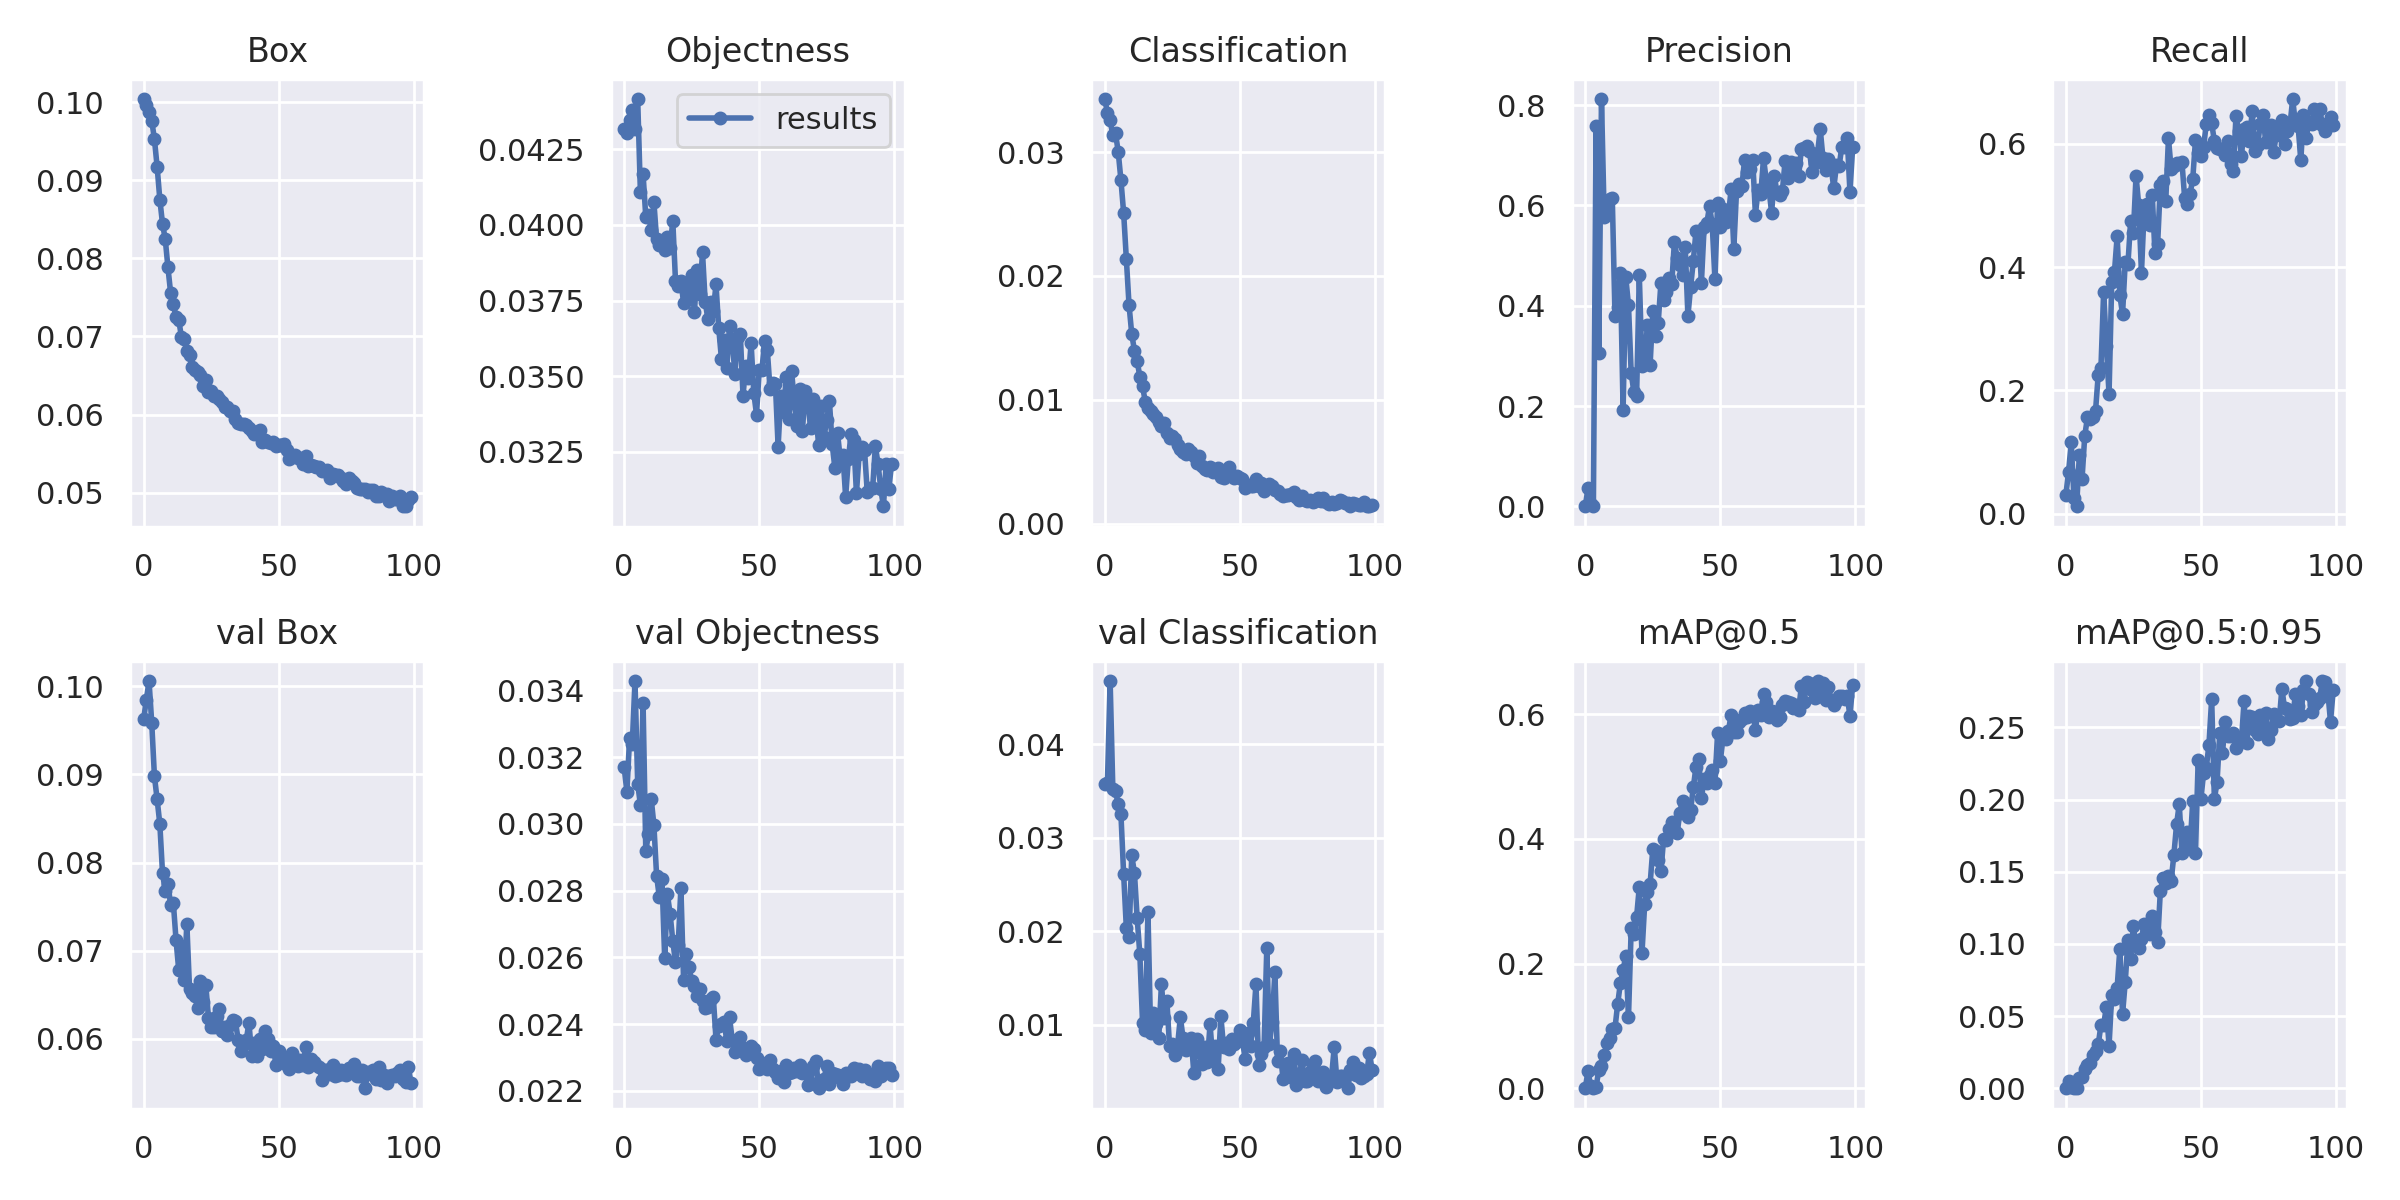 Box
0.10
0.09
0.08
0.07
0.06
0.05
0 50 100
Objectness
results
0.0425
0.0400
0.0375
0.0350
0.0325
0 50 100
Classification
0.03
0.02
0.01
0.00
0 50 100
Precision
0.8
0.6
0.4
0.2
0.0
0 50 100
Recall
0.6
0.4
0.2
0.0
0 50 100
val Box
0.10
0.09
0.08
0.07
0.06
0 50 100
val Objectness
0.034
0.032
0.030
0.028
0.026
0.024
0.022
0 50 100
val Classification
0.04
0.03
0.02
0.01
0 50 100
mAP@0.5
0.6
0.4
0.2
0.0
0 50 100
mAP@0.5:0.95
0.25
0.20
0.15
0.10
0.05
0.00
0 50 100